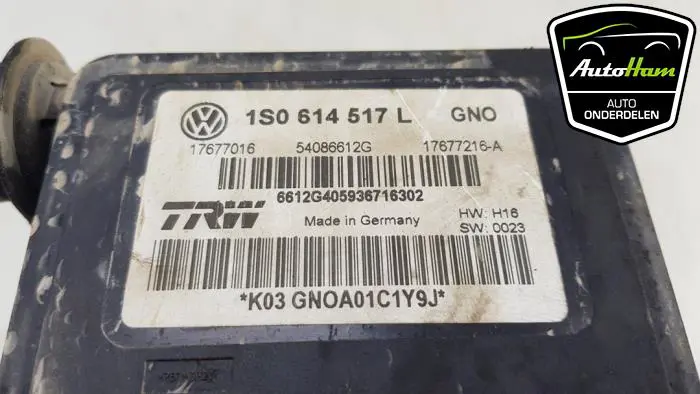 AutoHam
AUTO
ONDERDELEN
VW
1S0 614 517 L GNO
17677016 54086612G 17677216-A
6612G405936716302
TRW
Made in Germany
HW: H16
SW: 0023
*K03 GNOA01C1Y9J*